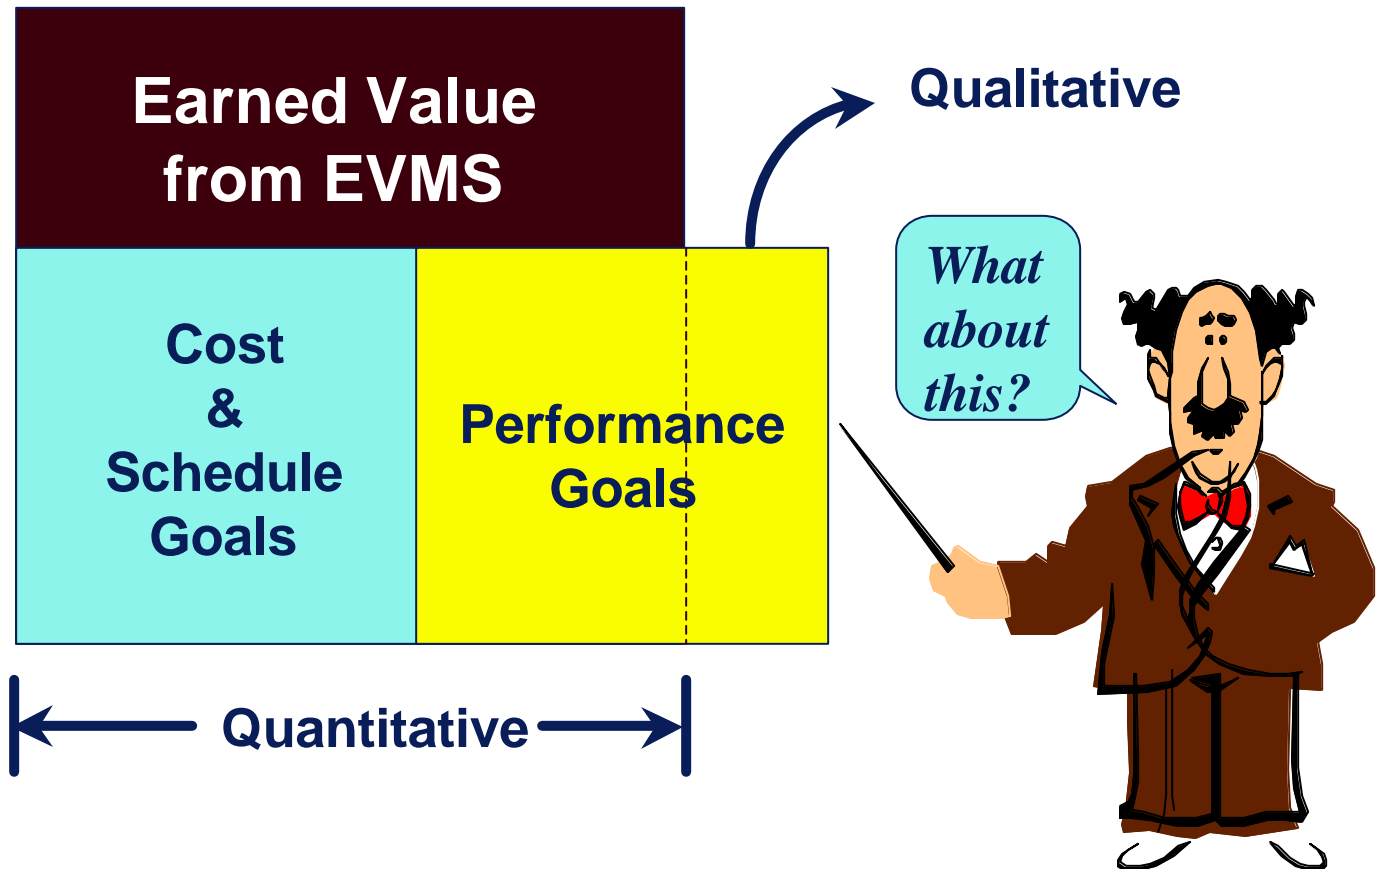 Earned Value
from EVMS
Qualitative
What
about
this?
Cost
&
Schedule
Goals
Performance
Goals
Quantitative